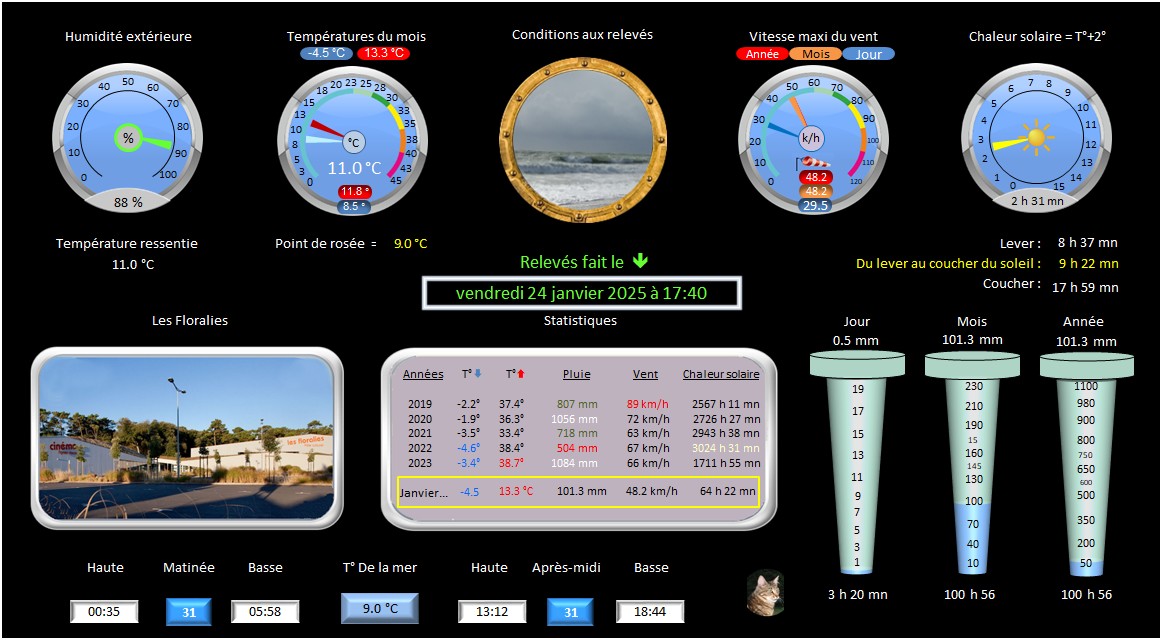 Humidité extérieure
Températures du mois
-4.5 °C 13.3 °C
Conditions aux relevés
Vitesse maxi du vent
Année Mois Jour
Chaleur solaire = T°+2°
0 10 20 30 40 50 60 70 80 90 100
%
88 %
0 3 5 8 10 13 15 18 20 23 25 28 30 33 35 38 40 43 45
°C
11.0 °C
11.8 °
8.5 °
0 10 20 30 40 50 60 70 80 90 100 110 120
k/h
48.2
48.2
29.5
0 1 2 3 4 5 6 7 8 9 10 11 12 13 14 15
2 h 31 mn
Température ressentie
11.0 °C
Point de rosée = 9.0 °C
Relevés fait le
vendredi 24 janvier 2025 à 17:40
Lever : 8 h 37 mn
Du lever au coucher du soleil : 9 h 22 mn
Coucher : 17 h 59 mn
Les Floralies
cinéma
les floralies
Statistiques
Années T° T° Pluie Vent Chaleur solaire
2019 -2.2° 37.4° 807 mm 89 km/h 2567 h 11 mn
2020 -1.9° 36.3° 1056 mm 72 km/h 2726 h 27 mn
2021 -3.5° 33.4° 718 mm 63 km/h 2943 h 38 mn
2022 -4.6° 38.4° 504 mm 67 km/h 3024 h 31 mn
2023 -3.4° 38.7° 1084 mm 66 km/h 1711 h 55 mn
Janvier... -4.5 13.3 °C 101.3 mm 48.2 km/h 64 h 22 mn
Jour
0.5 mm
19
17
15
13
11
9
7
5
3
1
3 h 20 mn
Mois
101.3 mm
230
210
190
15
160
145
130
100
70
40
10
100 h 56
Année
101.3 mm
1100
980
900
800
750
650
600
500
350
200
50
100 h 56
Haute Matinée Basse
00:35 31 05:58
T° De la mer
9.0 °C
Haute Après-midi Basse
13:12 31 18:44